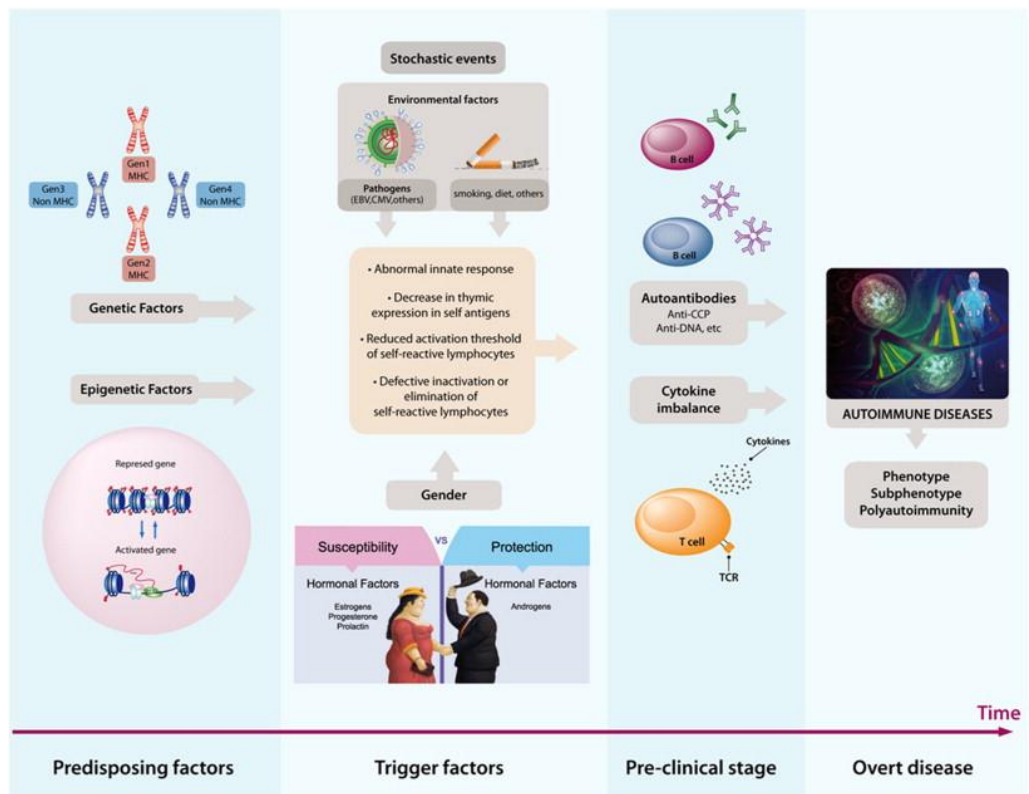 Gen1
MHC
Gen3
Non MHC
Gen4
Non MHC
Gen2
MHC
Genetic Factors
Epigenetic Factors
Represed gene
Activated gene
Stochastic events
Environmental factors
Pathogens
(EBV,CMV,others)
smoking, diet, others
• Abnormal innate response
• Decrease in thymic
expression in self antigens
• Reduced activation threshold
of self-reactive lymphocytes
• Defective inactivation or
elimination of
self-reactive lymphocytes
Gender
Susceptibility
VS
Protection
Hormonal Factors
Estrogens
Progesterone
Prolactin
Hormonal Factors
Androgens
B cell
B cell
Autoantibodies
Anti-CCP
Anti-DNA, etc
Cytokine
imbalance
Cytokines
T cell
TCR
AUTOIMMUNE DISEASES
Phenotype
Subphenotype
Polyautoimmunity
Time
Predisposing factors
Trigger factors
Pre-clinical stage
Overt disease